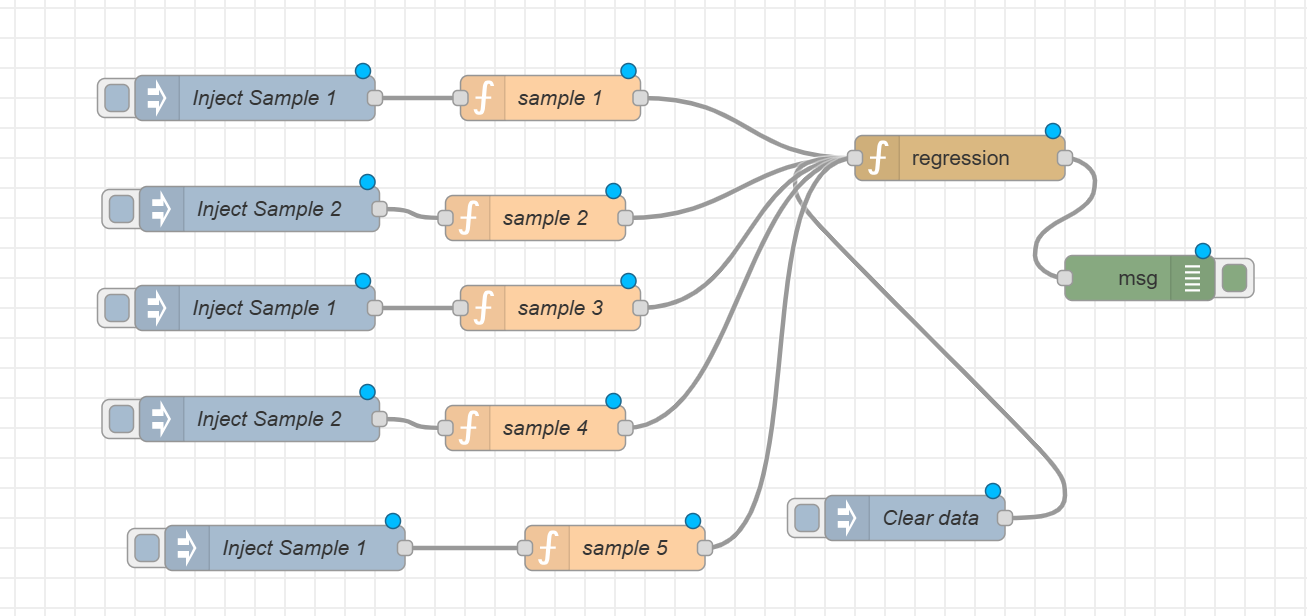 Inject Sample 1
sample 1
regression
Inject Sample 2
sample 2
msg
Inject Sample 1
sample 3
Inject Sample 2
sample 4
Clear data
Inject Sample 1
sample 5